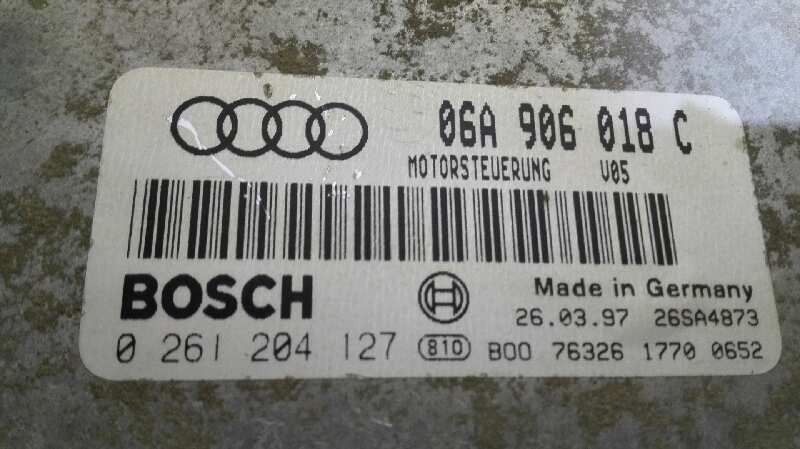 06A 906 018 C
MOTORSTEUERUNG V05
BOSCH
Made in Germany
26.03.97 26SA4873
0 261 204 127 810 B00 76326 1770 0652